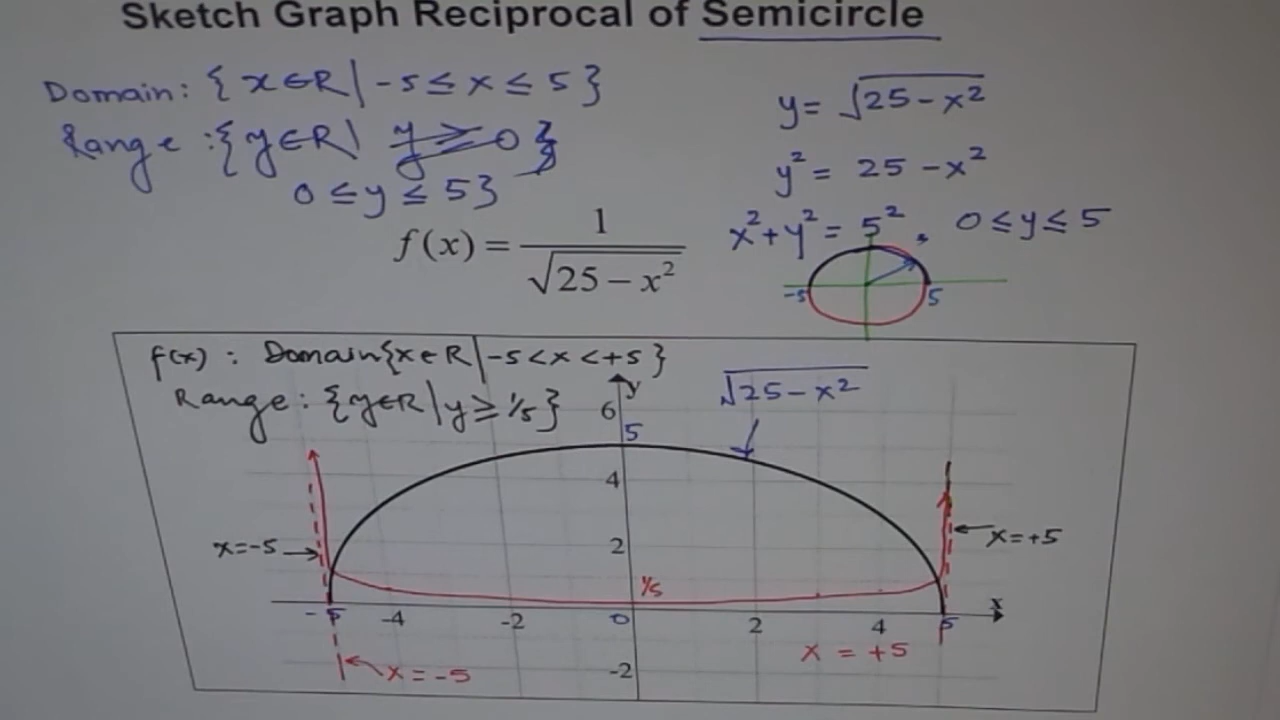 Sketch Graph Reciprocal of Semicircle
Domain: {x∈R| -5≤x≤5}
Range :{y∈R| y≥0}
0≤y≤5}
f(x) = 1/√(25 − x²)
y= √(25-x²)
y² = 25 -x²
x²+y² = 5², 0≤y≤5
-5 5
f(x) : Domain{x∈R|-5<x<+5}
Range: {y∈R|y≥1/5}
y
√(25-x²)
6
5
4
x=-5
2
x=+5
1/5
-5 -4 -2 0 2 4 5 x
x=-5
-2
x = +5